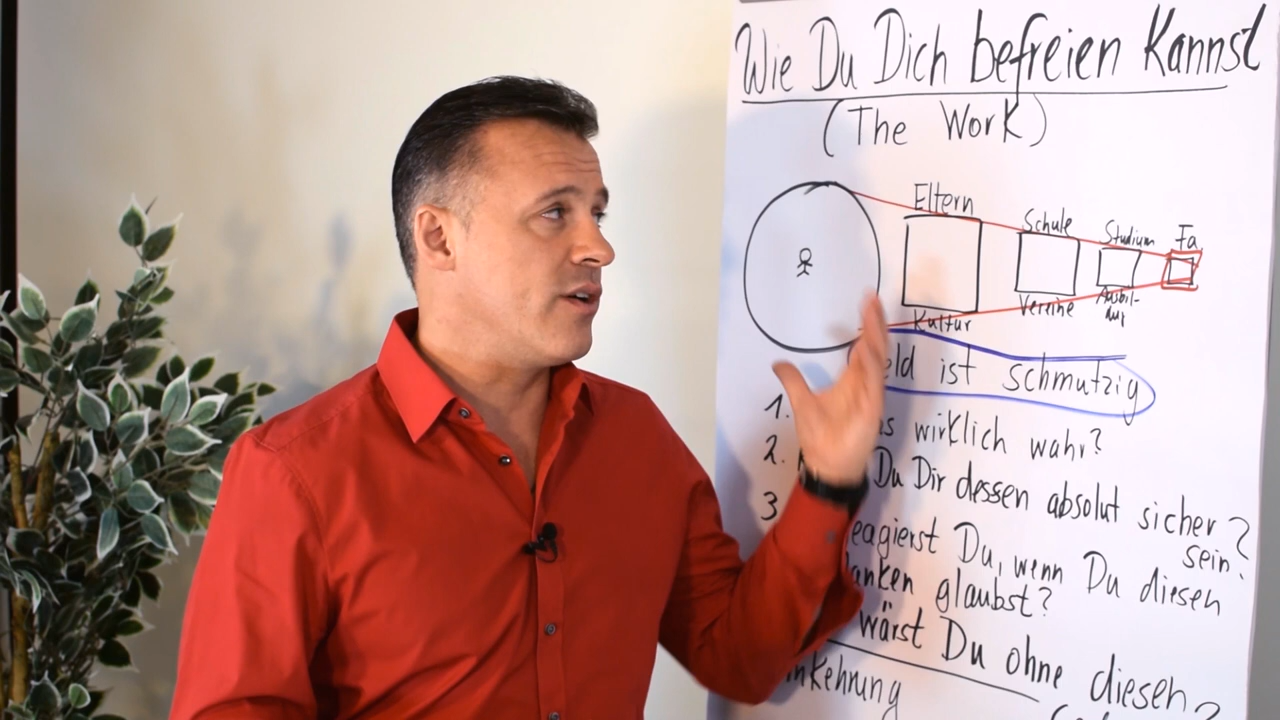 Wie Du Dich befreien Kannst
(The Work)
Eltern
Schule
Studium
Fa.
Kultur
Vereine
Ausbil-
dung
eld ist schmutzig
1. s wirklich wahr?
2. Du Dir dessen absolut sicher sein?
3 eagierst Du, wenn Du diesen
anken glaubst?
wärst Du ohne diesen
mkehrung